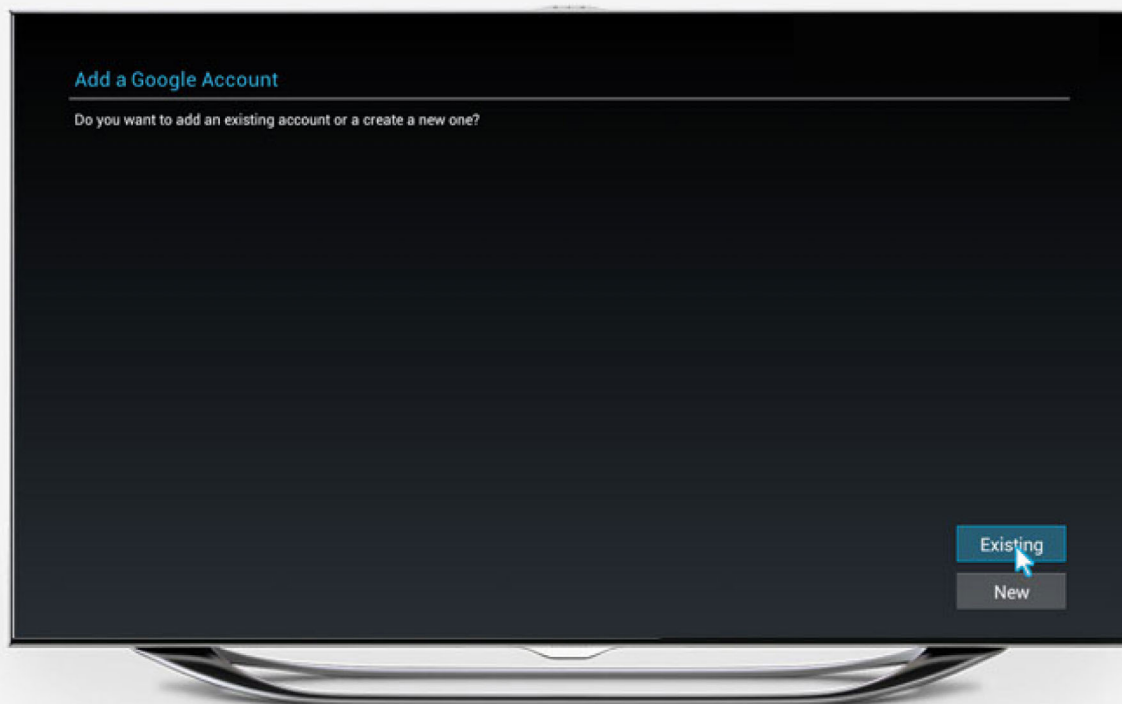 Add a Google Account
Do you want to add an existing account or a create a new one?
Existing
New